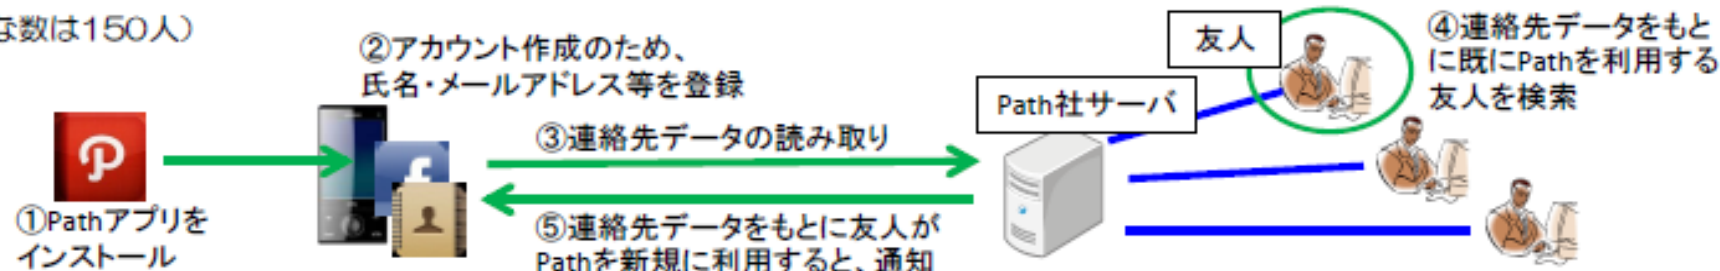 な数は150人)
②アカウント作成のため、
氏名・メールアドレス等を登録
①Pathアプリを
インストール
③連絡先データの読み取り
⑤連絡先データをもとに友人が
Pathを新規に利用すると、通知
Path社サーバ
友人
④連絡先データをもと
に既にPathを利用する
友人を検索